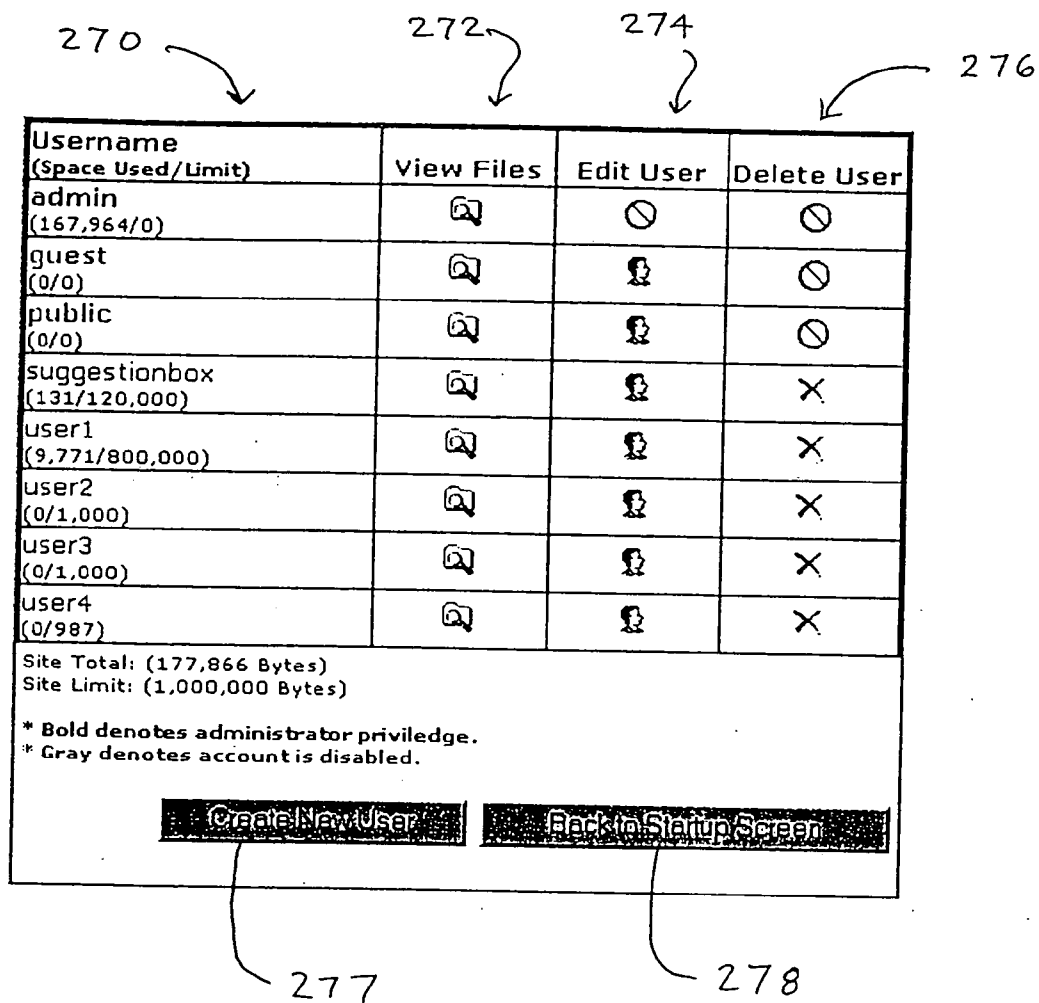 270 272 274 276
Username
(Space Used/Limit) View Files Edit User Delete User
admin
(167,964/0)
guest
(0/0)
public
(0/0)
suggestionbox
(131/120,000)
user1
(9,771/800,000)
user2
(0/1,000)
user3
(0/1,000)
user4
(0/987)
Site Total: (177,866 Bytes)
Site Limit: (1,000,000 Bytes)
* Bold denotes administrator priviledge.
* Gray denotes account is disabled.
Create New User Back to Startup Screen
277 278